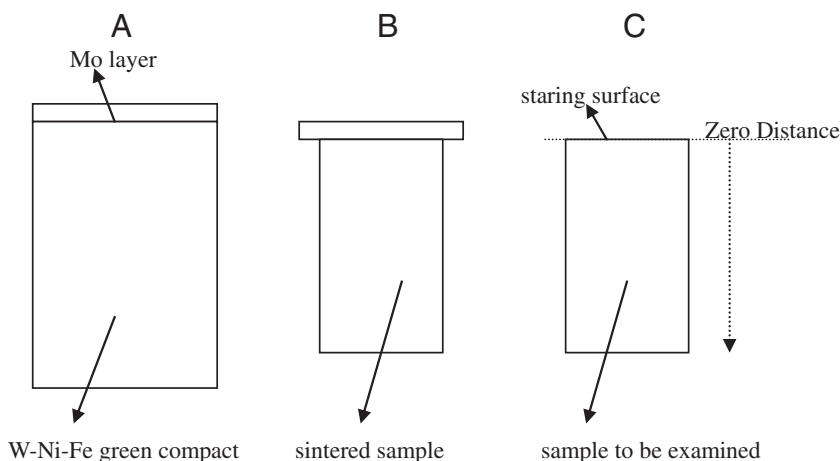 A
B
C
Mo layer
staring surface
Zero Distance
W-Ni-Fe green compact
sintered sample
sample to be examined